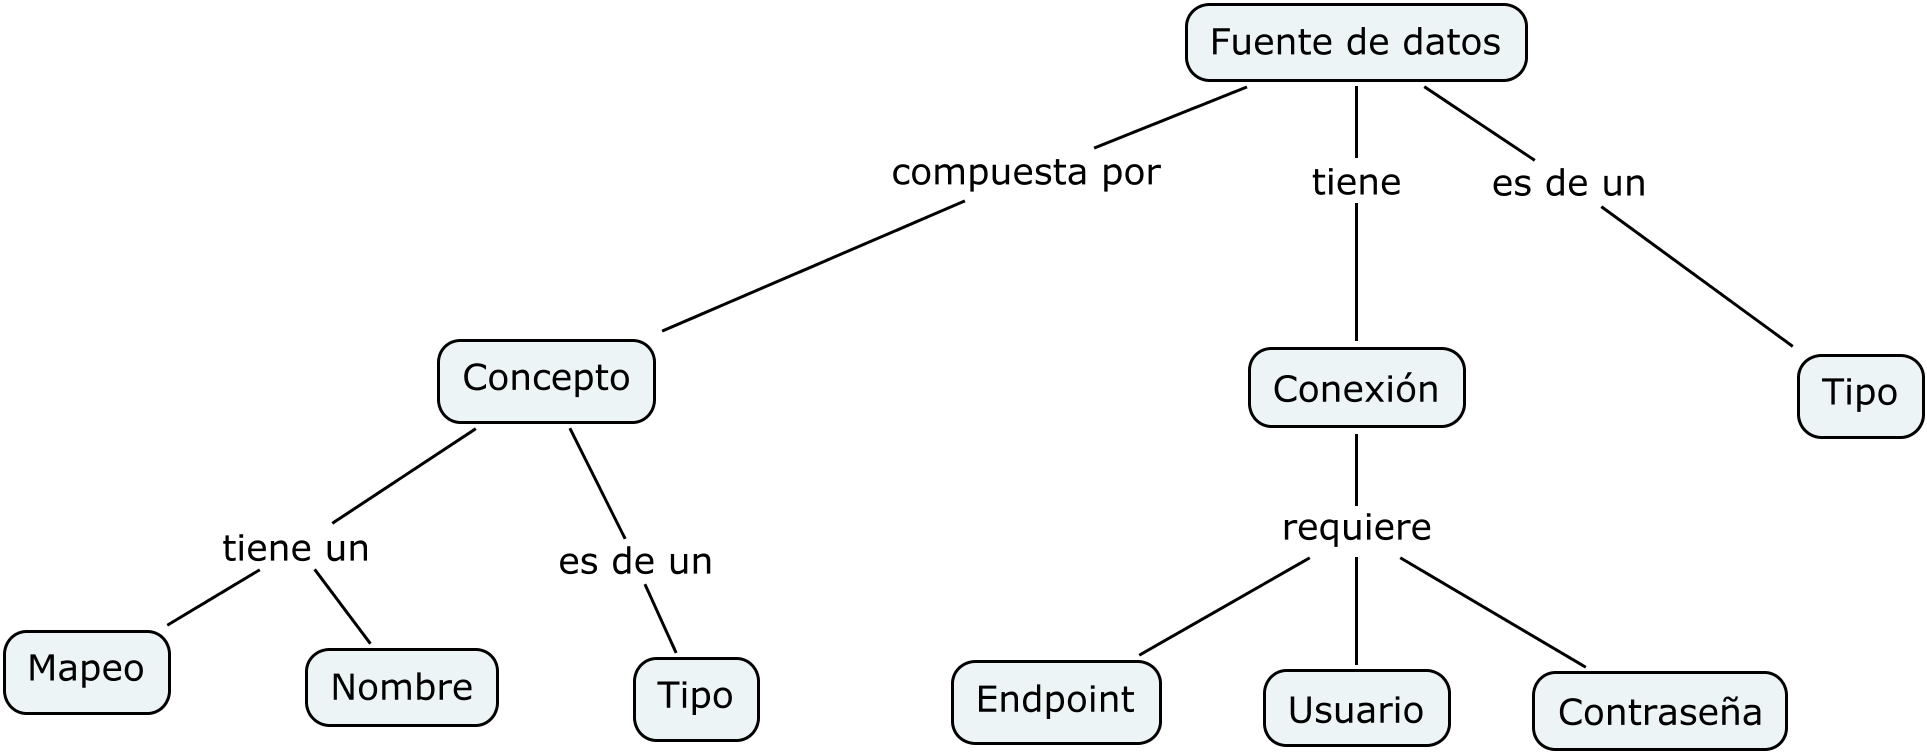 Fuente de datos
compuesta por
tiene
es de un
Concepto
Conexión
Tipo
tiene un
es de un
requiere
Mapeo
Nombre
Tipo
Endpoint
Usuario
Contraseña